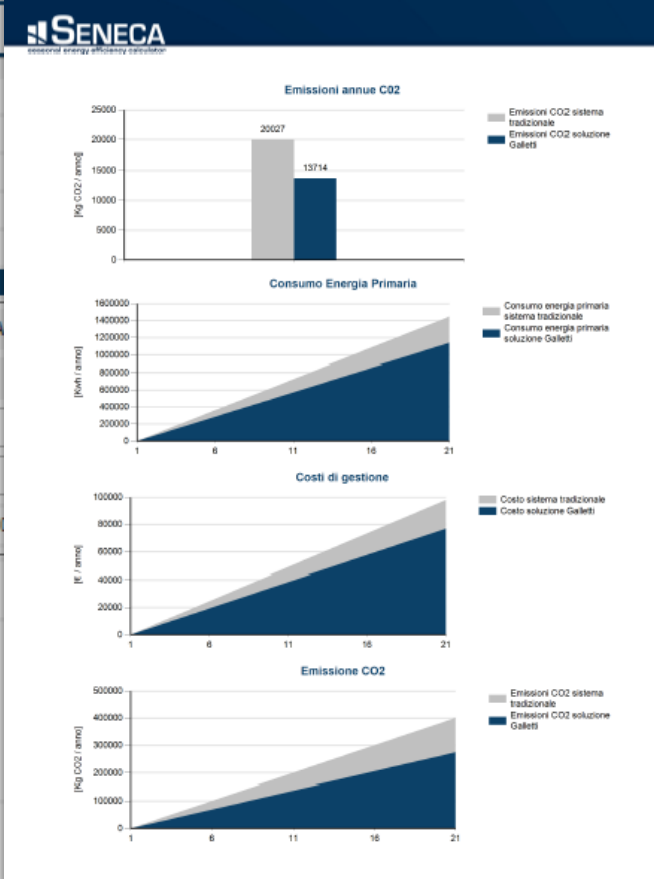 SENECA
seasonal energy efficiency calculator
Emissioni annue C02
25000
20000
15000
10000
5000
0
[Kg CO2 / anno]
20027
13714
Emissioni CO2 sistema
tradizionale
Emissioni CO2 soluzione
Galletti
Consumo Energia Primaria
1600000
1400000
1200000
1000000
800000
600000
400000
200000
0
[Kwh / anno]
1 6 11 16 21
Consumo energia primaria
sistema tradizionale
Consumo energia primaria
soluzione Galletti
Costi di gestione
100000
80000
60000
40000
20000
0
[€ / anno]
1 6 11 16 21
Costo sistema tradizionale
Costo soluzione Galletti
Emissione CO2
500000
400000
300000
200000
100000
0
[Kg CO2 / anno]
1 6 11 16 21
Emissioni CO2 sistema
tradizionale
Emissioni CO2 soluzione
Galletti